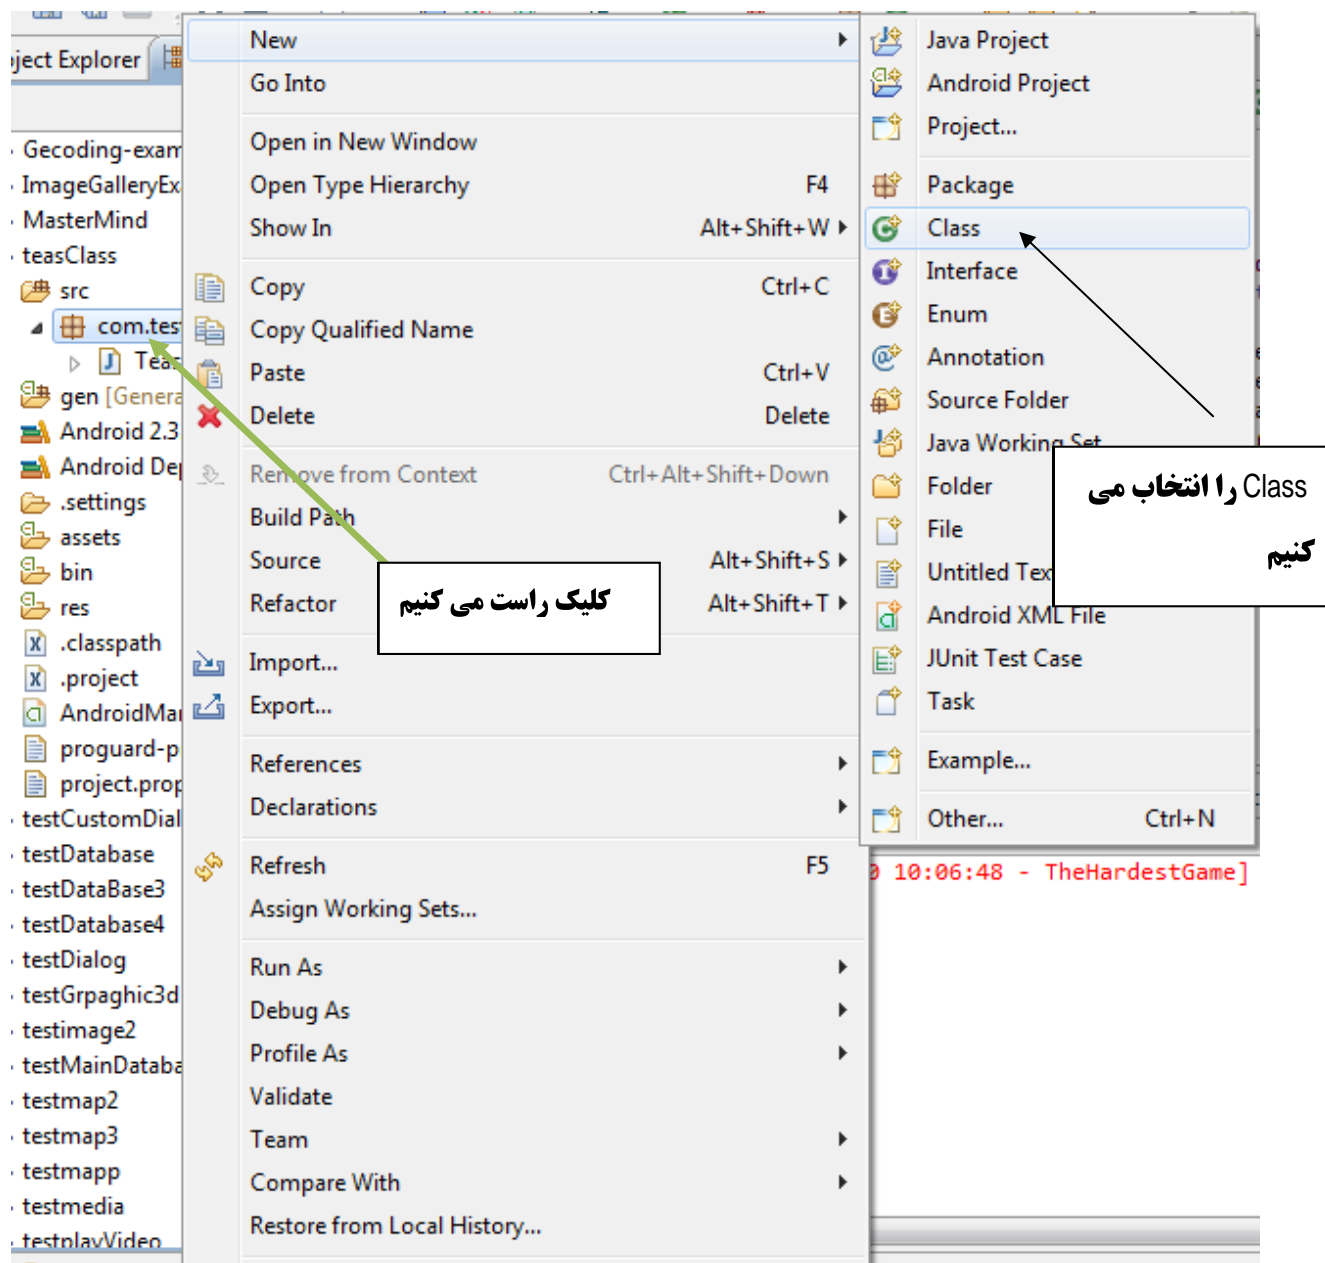 ject Explorer
Gecoding-exam
ImageGalleryEx
MasterMind
teasClass
src
com.tes
Teas
gen [Genera
Android 2.3
Android Dep
.settings
assets
bin
res
.classpath
.project
AndroidMar
proguard-p
project.prop
testCustomDial
testDatabase
testDataBase3
testDatabase4
testDialog
testGrpaghic3d
testimage2
testMainDataba
testmap2
testmap3
testmapp
testmedia
testplayVideo
New
Go Into
Open in New Window
Open Type Hierarchy F4
Show In Alt+Shift+W
Copy Ctrl+C
Copy Qualified Name
Paste Ctrl+V
Delete Delete
Remove from Context Ctrl+Alt+Shift+Down
Build Path
Source Alt+Shift+S
Refactor Alt+Shift+T
Import...
Export...
References
Declarations
Refresh F5
Assign Working Sets...
Run As
Debug As
Profile As
Validate
Team
Compare With
Restore from Local History...
کلیک راست می کنیم
Java Project
Android Project
Project...
Package
Class
Interface
Enum
Annotation
Source Folder
Java Working Set
Folder
File
Untitled Tex
Android XML File
JUnit Test Case
Task
Example...
Other... Ctrl+N
Class را انتخاب می
کنیم
10:06:48 - TheHardestGame]